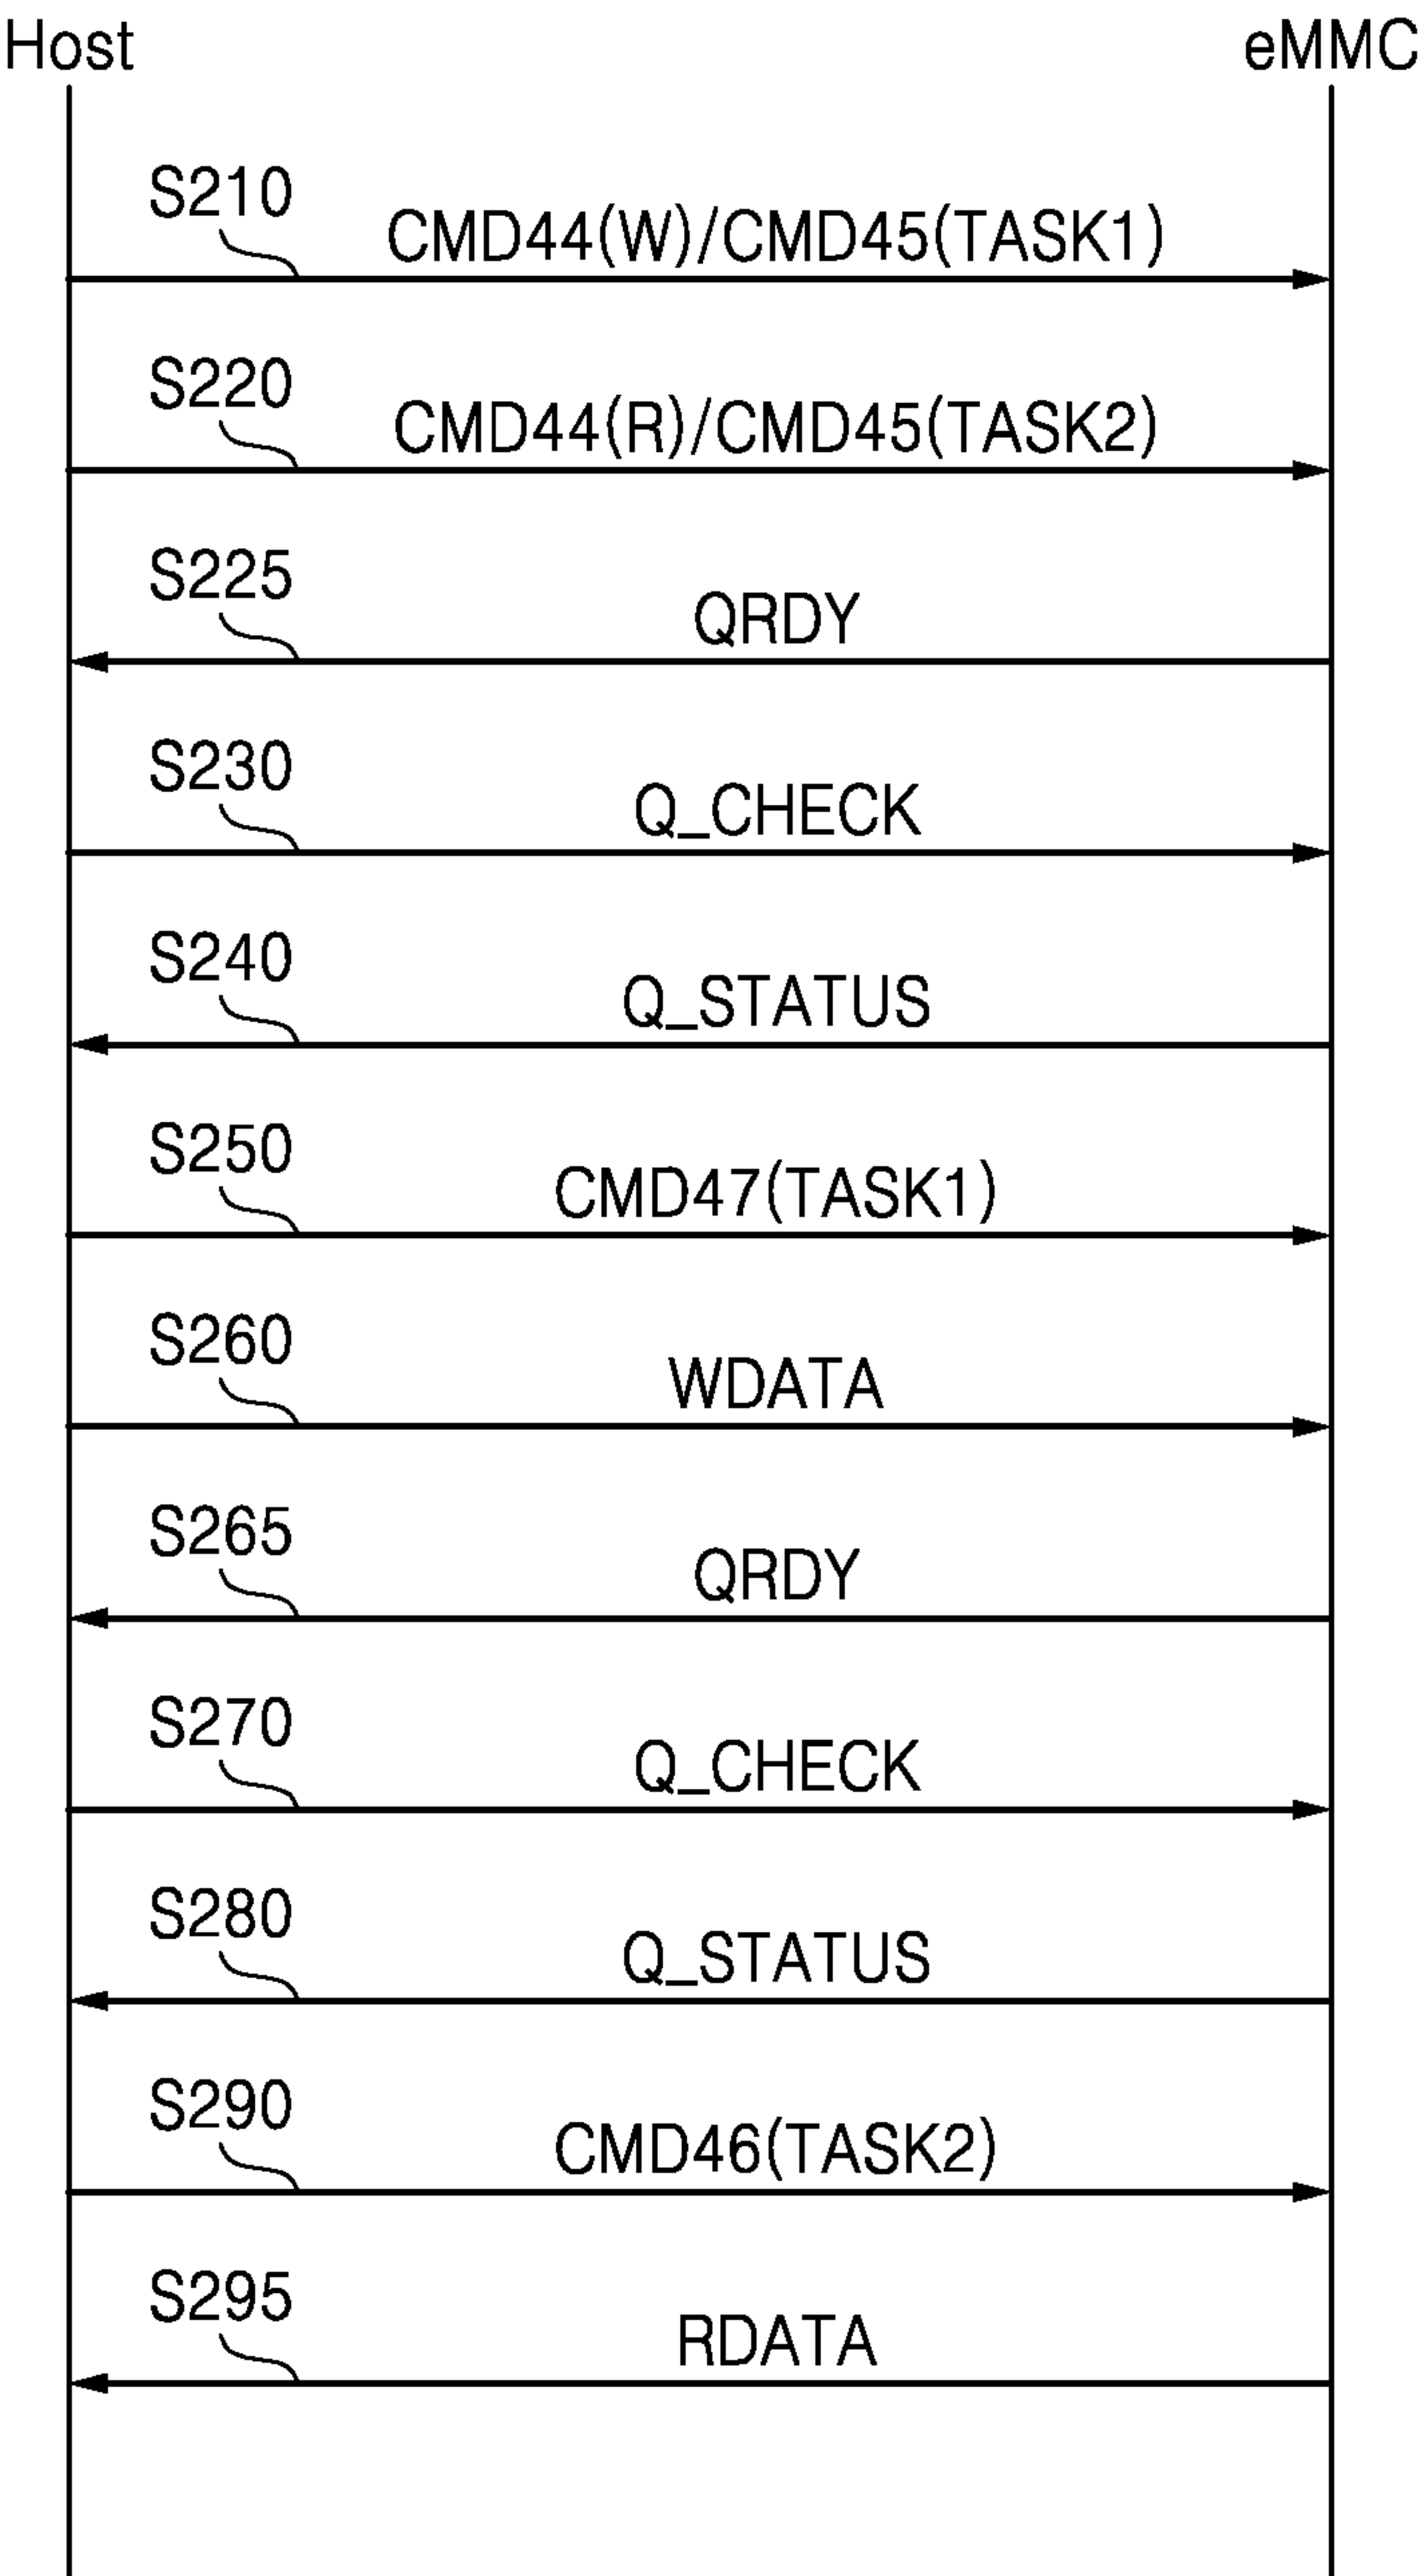 Host eMMC
S210
CMD44(W)/CMD45(TASK1)
S220
CMD44(R)/CMD45(TASK2)
S225
QRDY
S230
Q_CHECK
S240
Q_STATUS
S250
CMD47(TASK1)
S260
WDATA
S265
QRDY
S270
Q_CHECK
S280
Q_STATUS
S290
CMD46(TASK2)
S295
RDATA